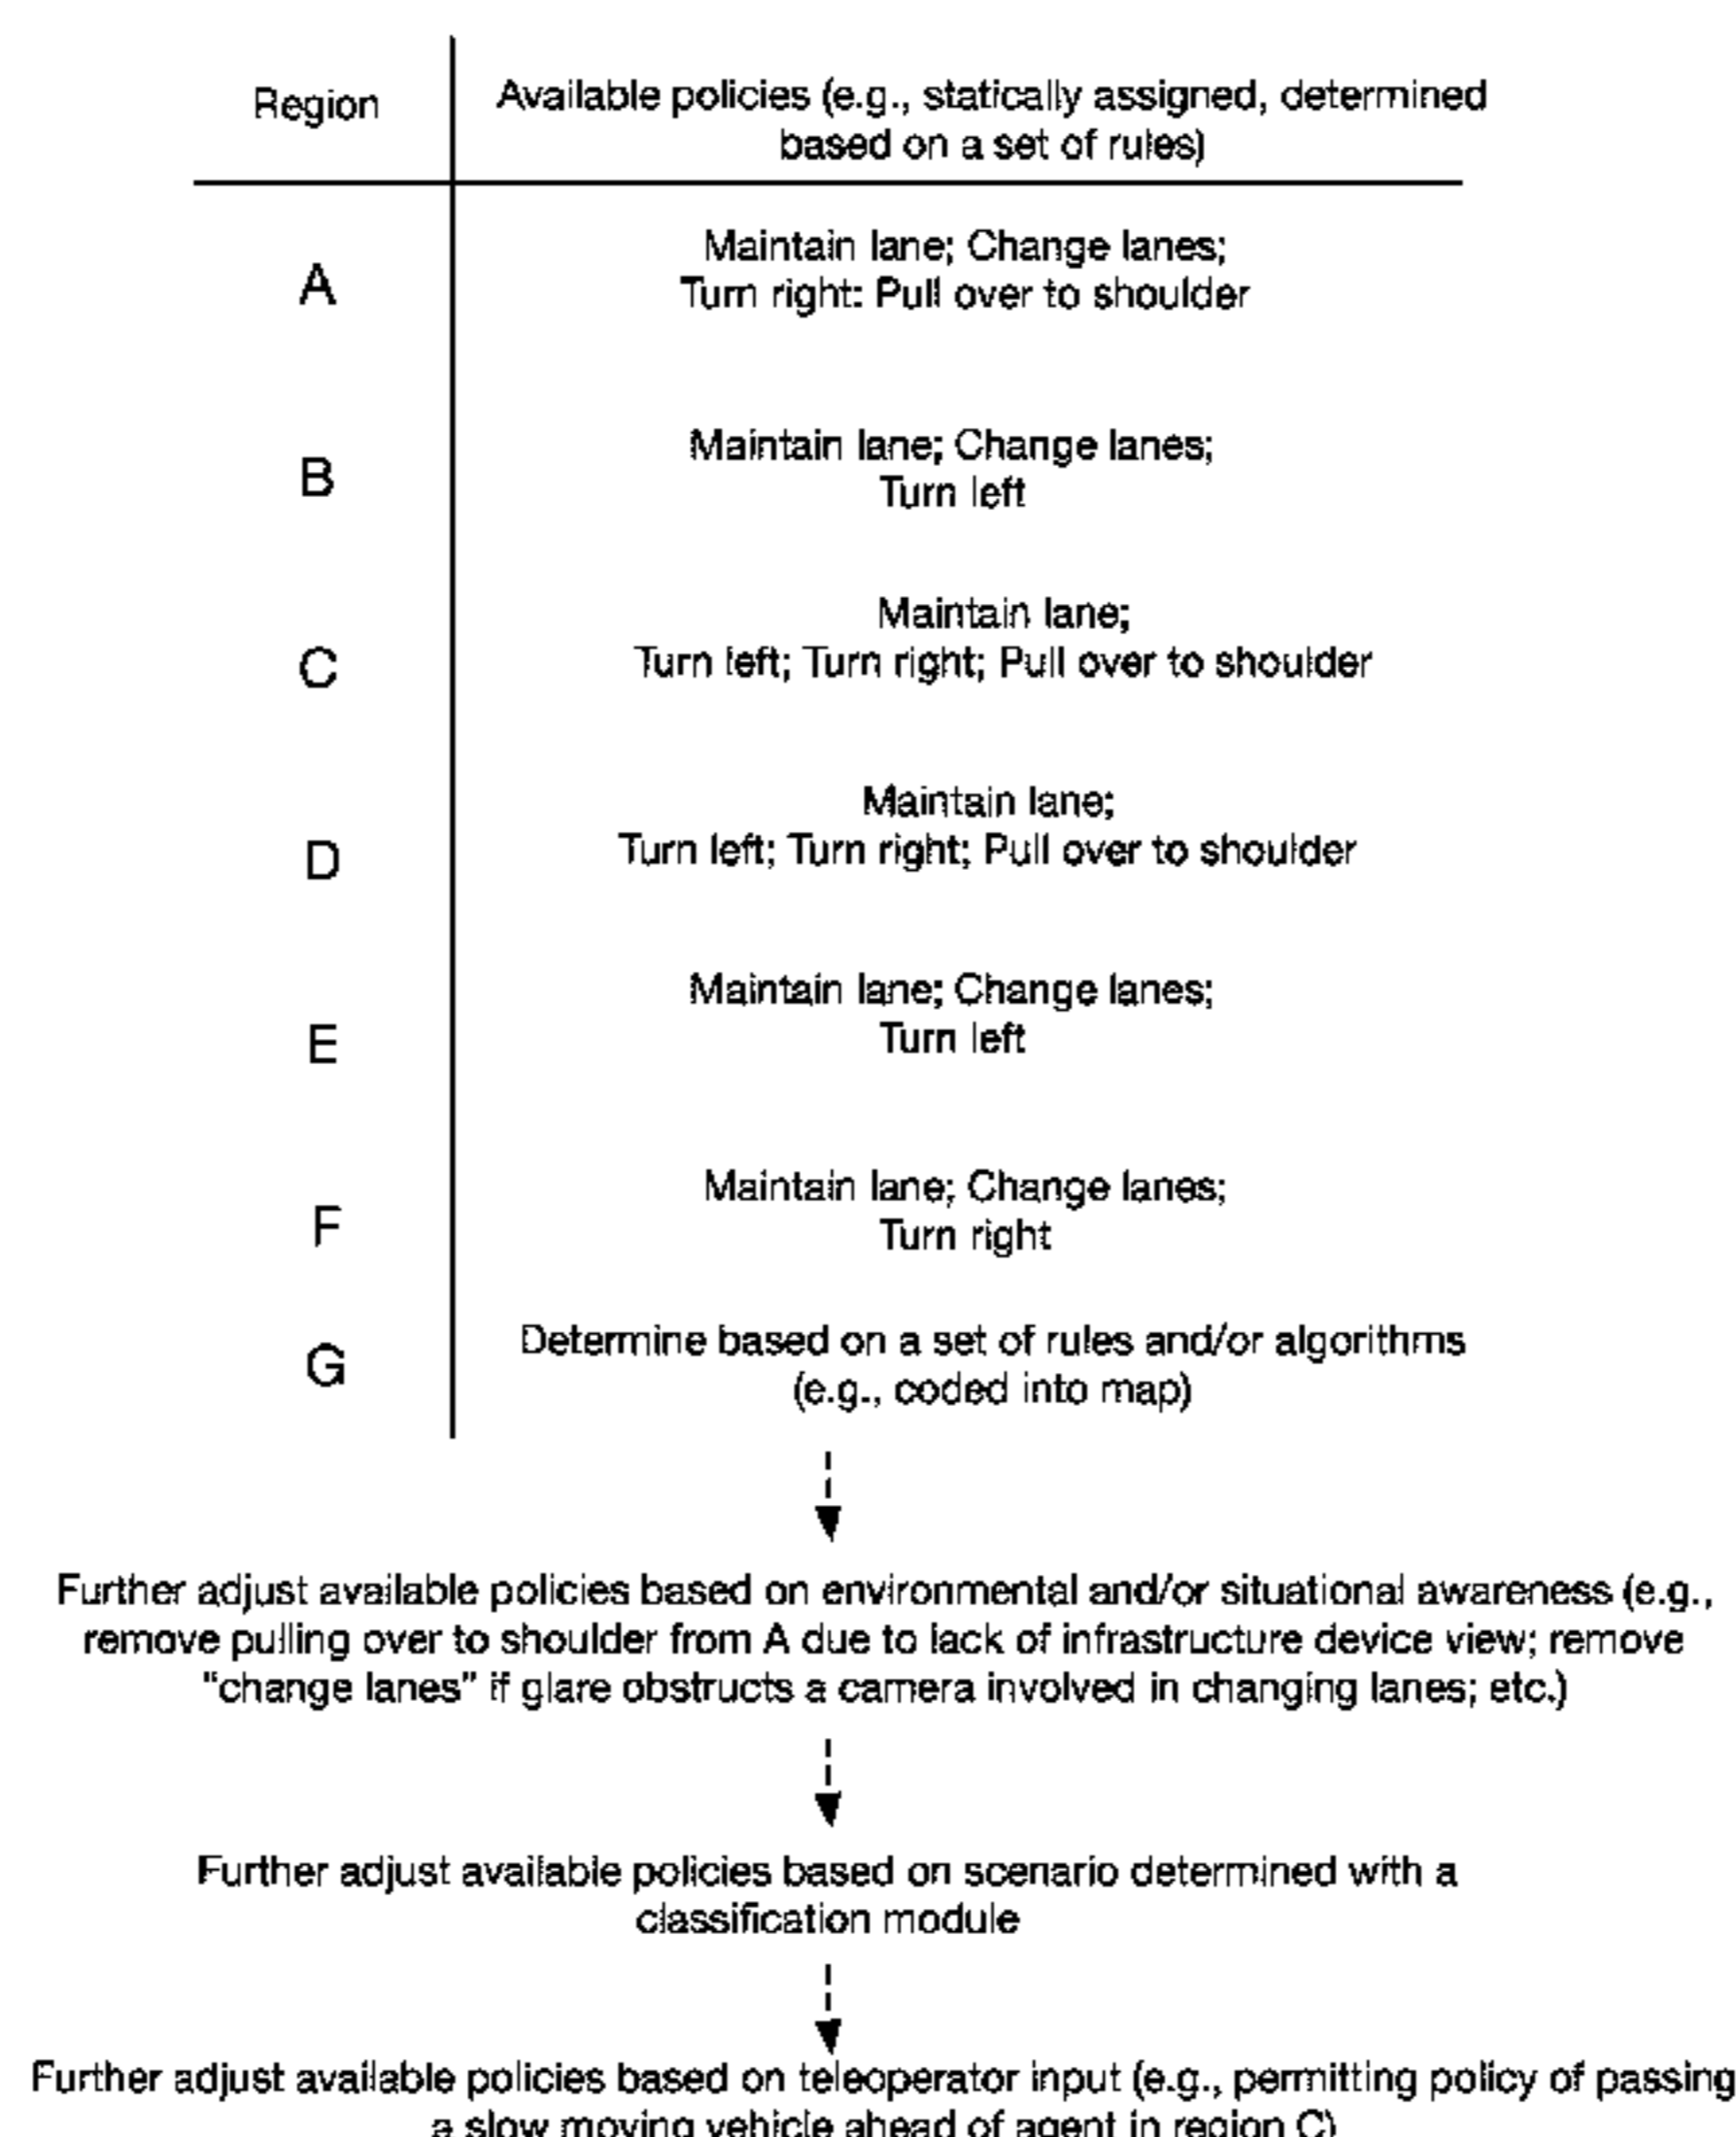 Region
Available policies (e.g., statically assigned, determined
based on a set of rules)
A
Maintain lane; Change lanes;
Turn right: Pull over to shoulder
B
Maintain lane; Change lanes;
Turn left
C
Maintain lane;
Turn left; Turn right; Pull over to shoulder
D
Maintain lane;
Turn left; Turn right; Pull over to shoulder
E
Maintain lane; Change lanes;
Turn left
F
Maintain lane; Change lanes;
Turn right
G
Determine based on a set of rules and/or algorithms
(e.g., coded into map)
Further adjust available policies based on environmental and/or situational awareness (e.g.,
remove pulling over to shoulder from A due to lack of infrastructure device view; remove
“change lanes” if glare obstructs a camera involved in changing lanes; etc.)
Further adjust available policies based on scenario determined with a
classification module
Further adjust available policies based on teleoperator input (e.g., permitting policy of passing
a slow moving vehicle ahead of agent in region C)